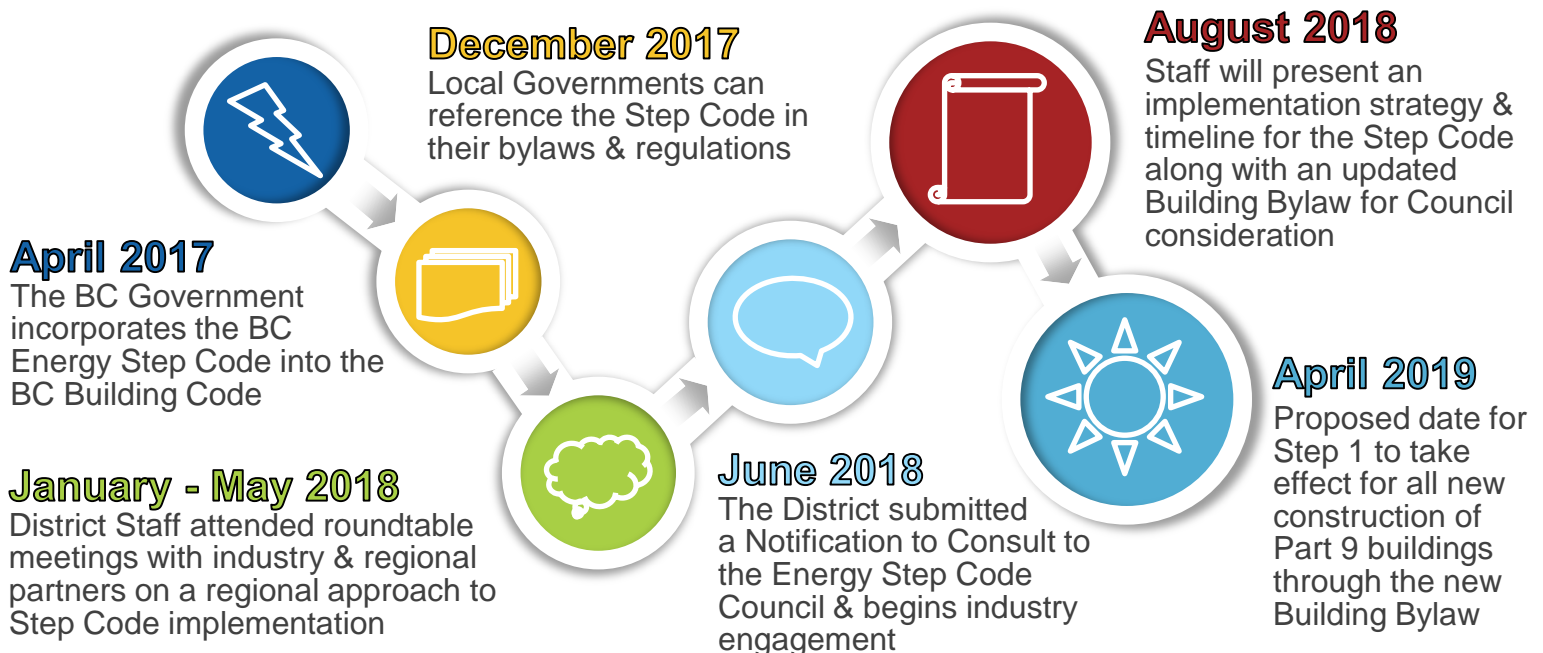 April 2017
The BC Government
incorporates the BC
Energy Step Code into the
BC Building Code
December 2017
Local Governments can
reference the Step Code in
their bylaws & regulations
January - May 2018
District Staff attended roundtable
meetings with industry & regional
partners on a regional approach to
Step Code implementation
June 2018
The District submitted
a Notification to Consult to
the Energy Step Code
Council & begins industry
engagement
August 2018
Staff will present an
implementation strategy &
timeline for the Step Code
along with an updated
Building Bylaw for Council
consideration
April 2019
Proposed date for
Step 1 to take
effect for all new
construction of
Part 9 buildings
through the new
Building Bylaw